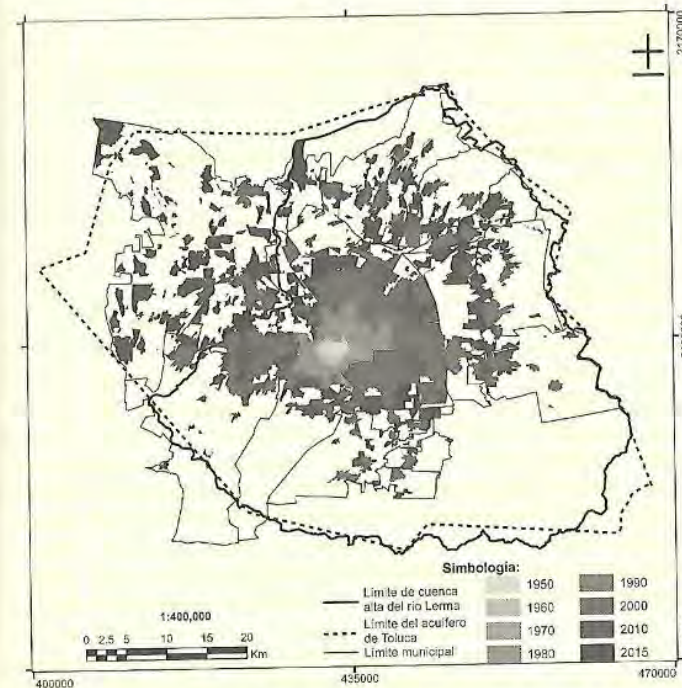 2170000
Simbología:
Límite de cuenca
alta del río Lerma
Límite del acuífero
de Toluca
Límite municipal
1950
1960
1970
1980
1990
2000
2010
2015
1:400,000
0 2.5 5 10 15 20
Km
400000
435000
470000